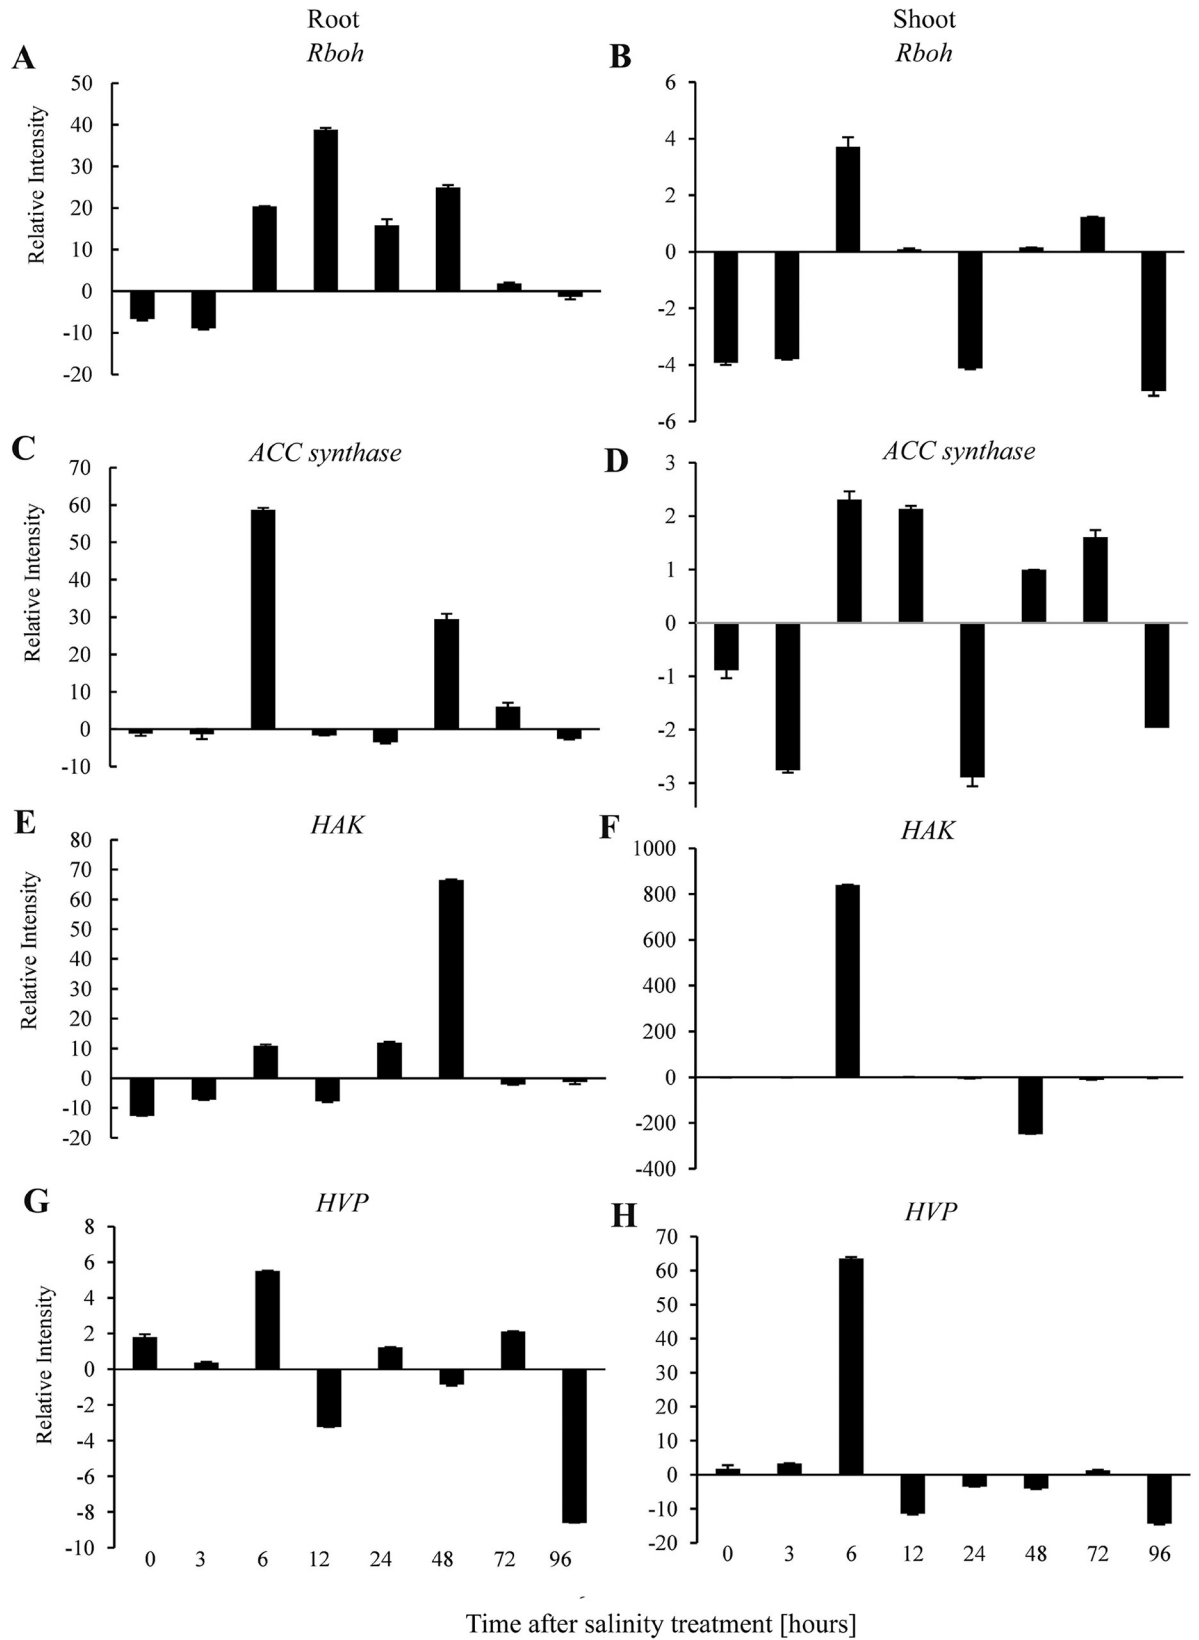 Root
Shoot
A
Rboh
B
Rboh
Relative Intensity
50
40
30
20
10
0
-10
-20
6
4
2
0
-2
-4
-6
C
ACC synthase
D
ACC synthase
Relative Intensity
70
60
50
40
30
20
10
0
-10
3
2
1
0
-1
-2
-3
E
HAK
F
HAK
Relative Intensity
80
70
60
50
40
30
20
10
0
-10
-20
1000
800
600
400
200
0
-200
-400
G
HVP
H
HVP
Relative Intensity
8
6
4
2
0
-2
-4
-6
-8
-10
70
60
50
40
30
20
10
0
-10
-20
0 3 6 12 24 48 72 96
0 3 6 12 24 48 72 96
Time after salinity treatment [hours]